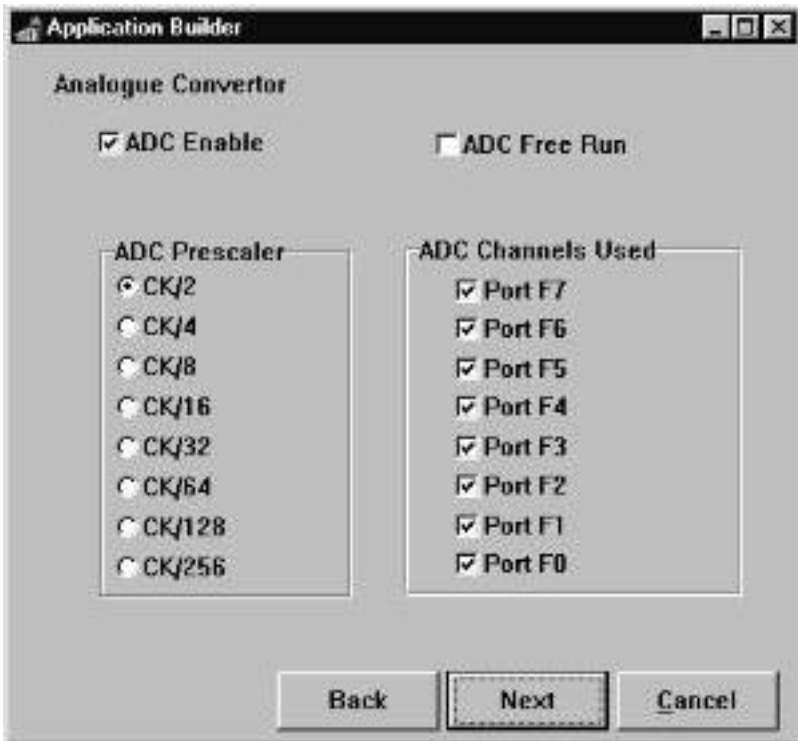 Application Builder
Analogue Convertor
ADC Enable
ADC Free Run
ADC Prescaler
CK/2
CK/4
CK/8
CK/16
CK/32
CK/64
CK/128
CK/256
ADC Channels Used
Port F7
Port F6
Port F5
Port F4
Port F3
Port F2
Port F1
Port F0
Back
Next
Cancel